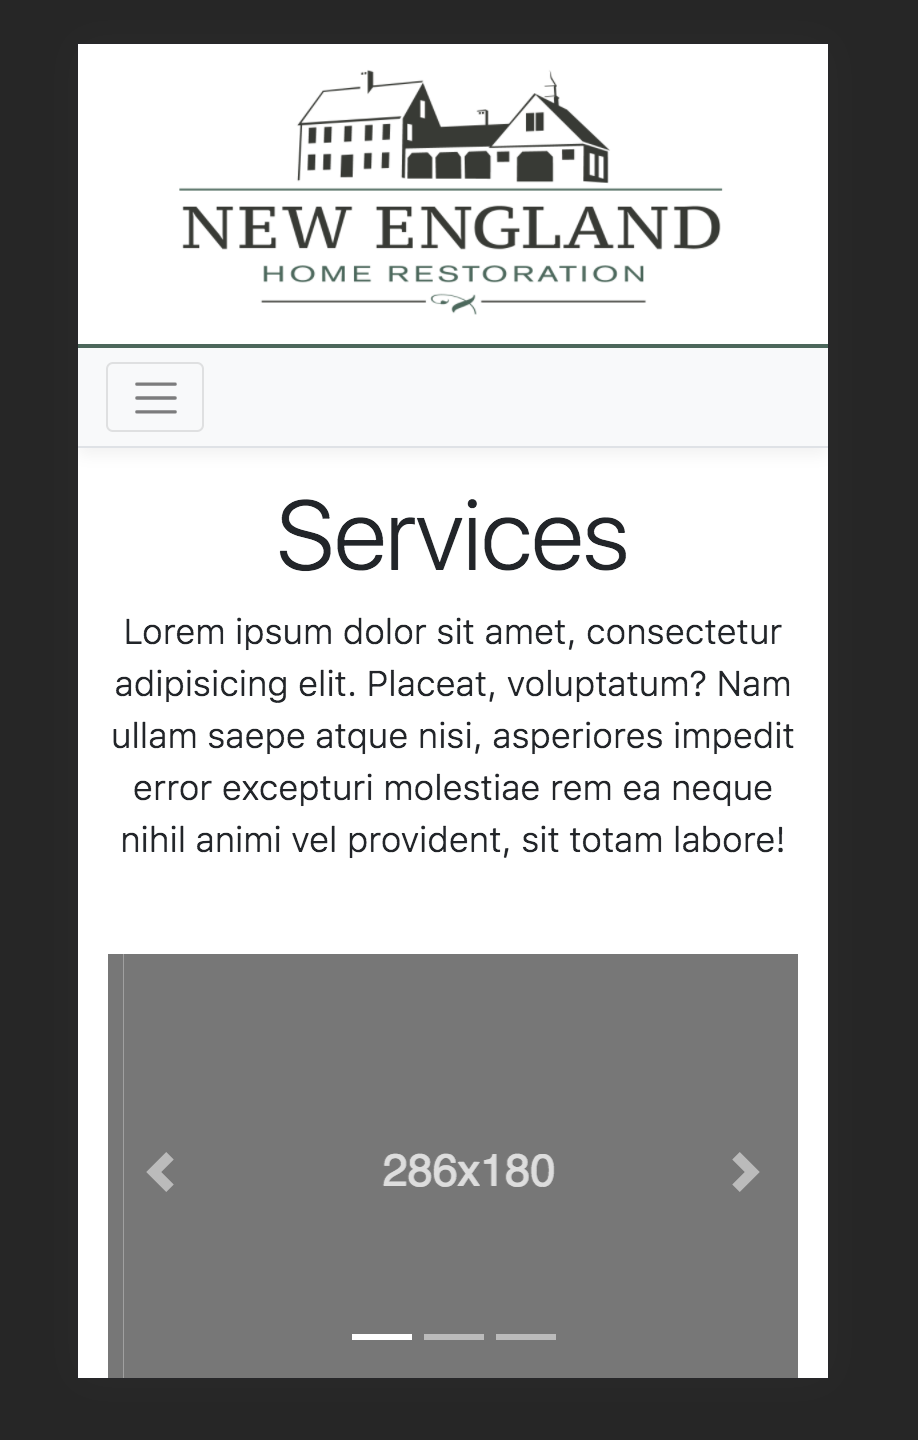 NEW ENGLAND
HOME RESTORATION
Services
Lorem ipsum dolor sit amet, consectetur
adipisicing elit. Placeat, voluptatum? Nam
ullam saepe atque nisi, asperiores impedit
error excepturi molestiae rem ea neque
nihil animi vel provident, sit totam labore!
286x180